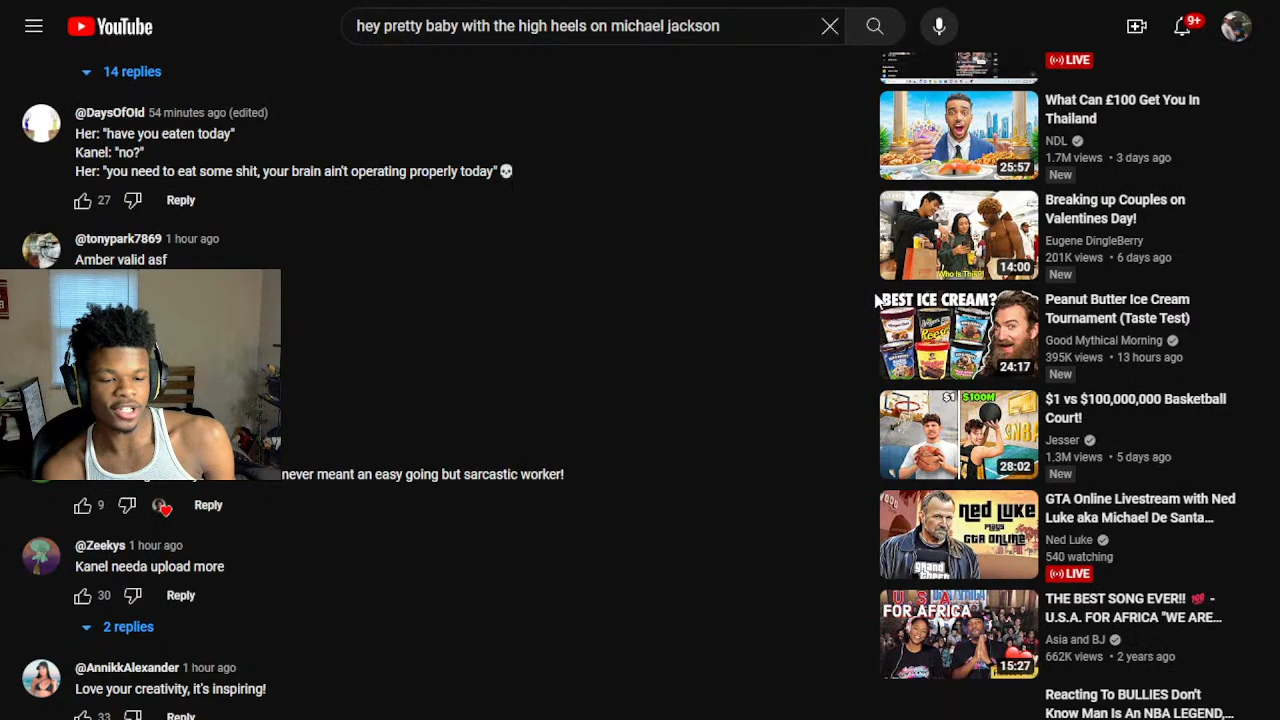 YouTube
hey pretty baby with the high heels on michael jackson
9+
14 replies
@DaysOfOld 54 minutes ago (edited)
Her: "have you eaten today"
Kanel: "no?"
Her: "you need to eat some shit, your brain ain't operating properly today"💀
27
Reply
@tonypark7869 1 hour ago
Amber valid asf
never meant an easy going but sarcastic worker!
9
Reply
@Zeekys 1 hour ago
Kanel needa upload more
30
Reply
2 replies
@AnnikkAlexander 1 hour ago
Love your creativity, it's inspiring!
33
Reply
LIVE
25:57
What Can £100 Get You In
Thailand
NDL
1.7M views • 3 days ago
New
Who Is This?!
14:00
Breaking up Couples on
Valentines Day!
Eugene DingleBerry
201K views • 6 days ago
New
BEST ICE CREAM?
24:17
Peanut Butter Ice Cream
Tournament (Taste Test)
Good Mythical Morning
395K views • 13 hours ago
New
$1
$100M
28:02
$1 vs $100,000,000 Basketball
Court!
Jesser
1.3M views • 5 days ago
New
NED LUKE
PLAYS
GTA ONLINE
GTA Online Livestream with Ned
Luke aka Michael De Santa...
Ned Luke
540 watching
LIVE
U.S.A
FOR AFRICA
15:27
THE BEST SONG EVER!! 💯 -
U.S.A. FOR AFRICA "WE ARE...
Asia and BJ
662K views • 2 years ago
Reacting To BULLIES Don't
Know Man Is An NBA LEGEND,...